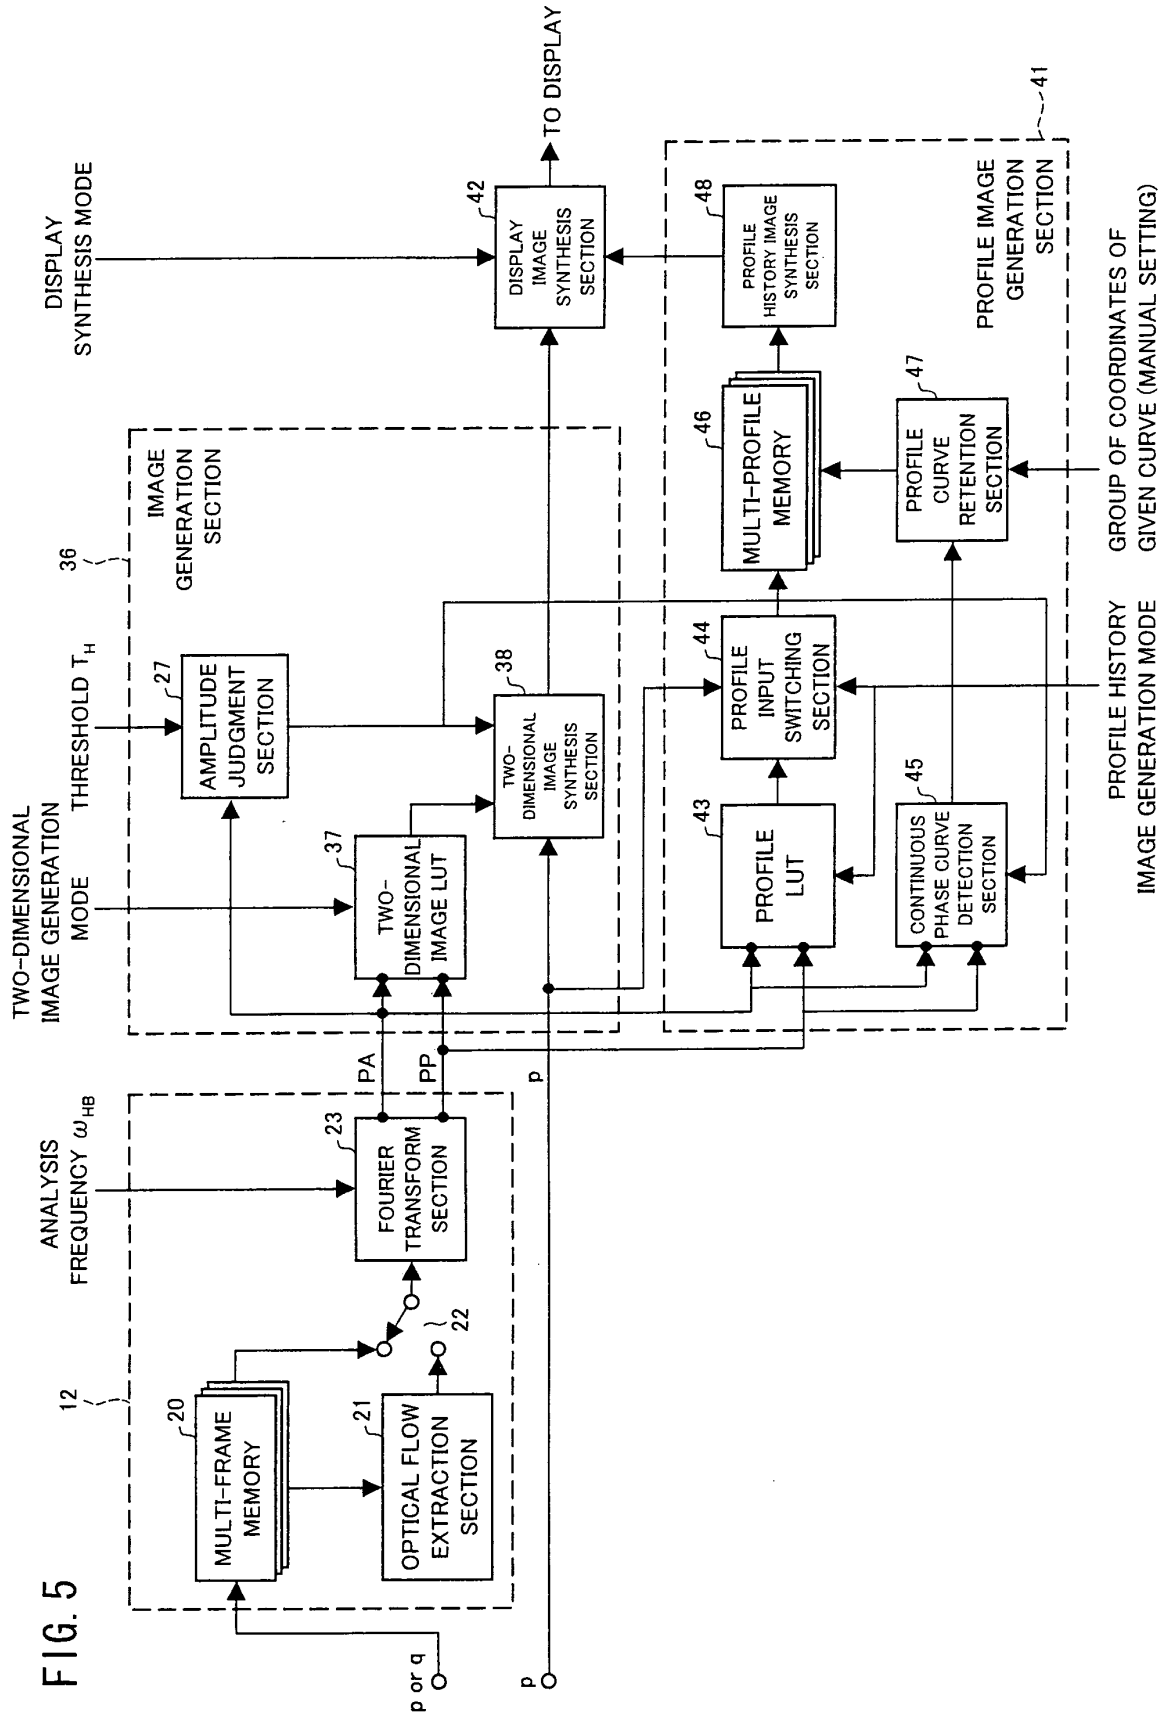 FIG. 5
DISPLAY
SYNTHESIS MODE
TWO-DIMENSIONAL
IMAGE GENERATION
MODE
THRESHOLD TH
ANALYSIS
FREQUENCY ωHB
12
20
MULTI-FRAME
MEMORY
21
OPTICAL FLOW
EXTRACTION
SECTION
22
23
FOURIER
TRANSFORM
SECTION
p or q
p
PA
PP
p
36
IMAGE
GENERATION
SECTION
27
AMPLITUDE
JUDGMENT
SECTION
37
TWO-
DIMENSIONAL
IMAGE LUT
38
TWO-
DIMENSIONAL
IMAGE
SYNTHESIS
SECTION
42
DISPLAY
IMAGE
SYNTHESIS
SECTION
TO DISPLAY
41
PROFILE IMAGE
GENERATION
SECTION
43
PROFILE
LUT
44
PROFILE
INPUT
SWITCHING
SECTION
46
MULTI-PROFILE
MEMORY
48
PROFILE
HISTORY IMAGE
SYNTHESIS
SECTION
45
CONTINUOUS
PHASE CURVE
DETECTION
SECTION
47
PROFILE
CURVE
RETENTION
SECTION
PROFILE HISTORY
IMAGE GENERATION MODE
GROUP OF COORDINATES OF
GIVEN CURVE (MANUAL SETTING)